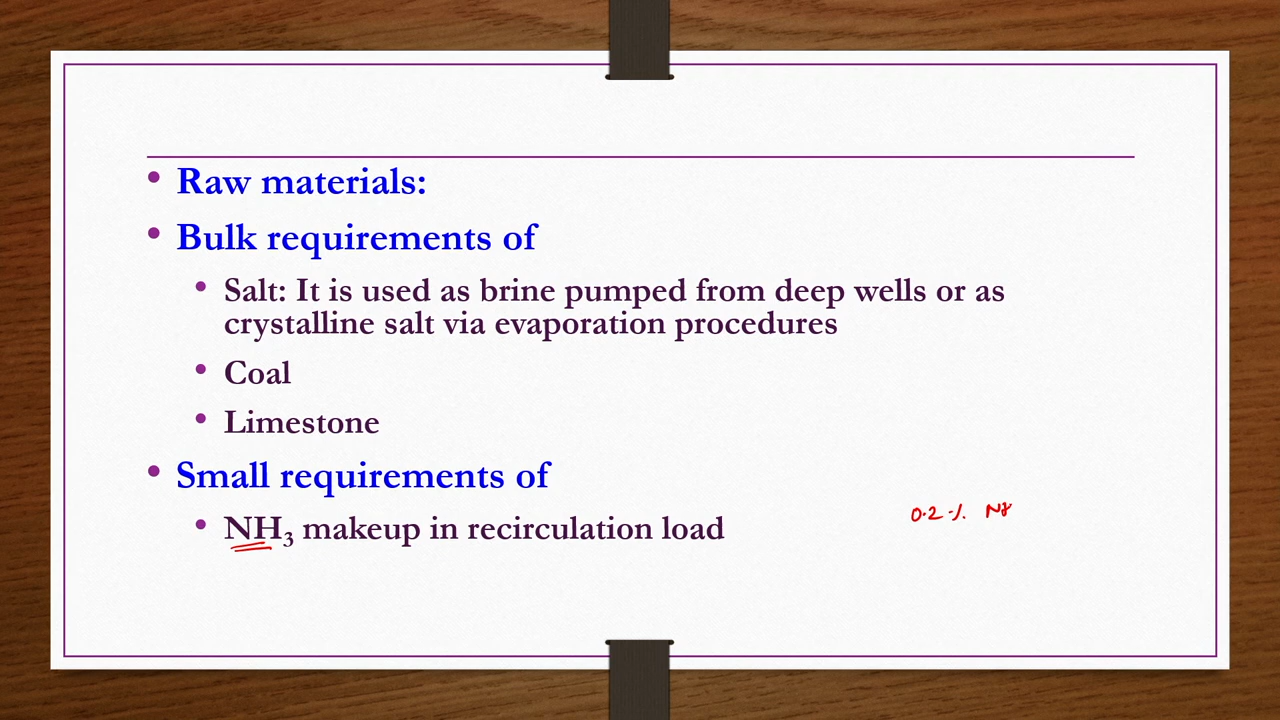 • Raw materials:
• Bulk requirements of
• Salt: It is used as brine pumped from deep wells or as
crystalline salt via evaporation procedures
• Coal
• Limestone
• Small requirements of
• NH₃ makeup in recirculation load
0.2 %